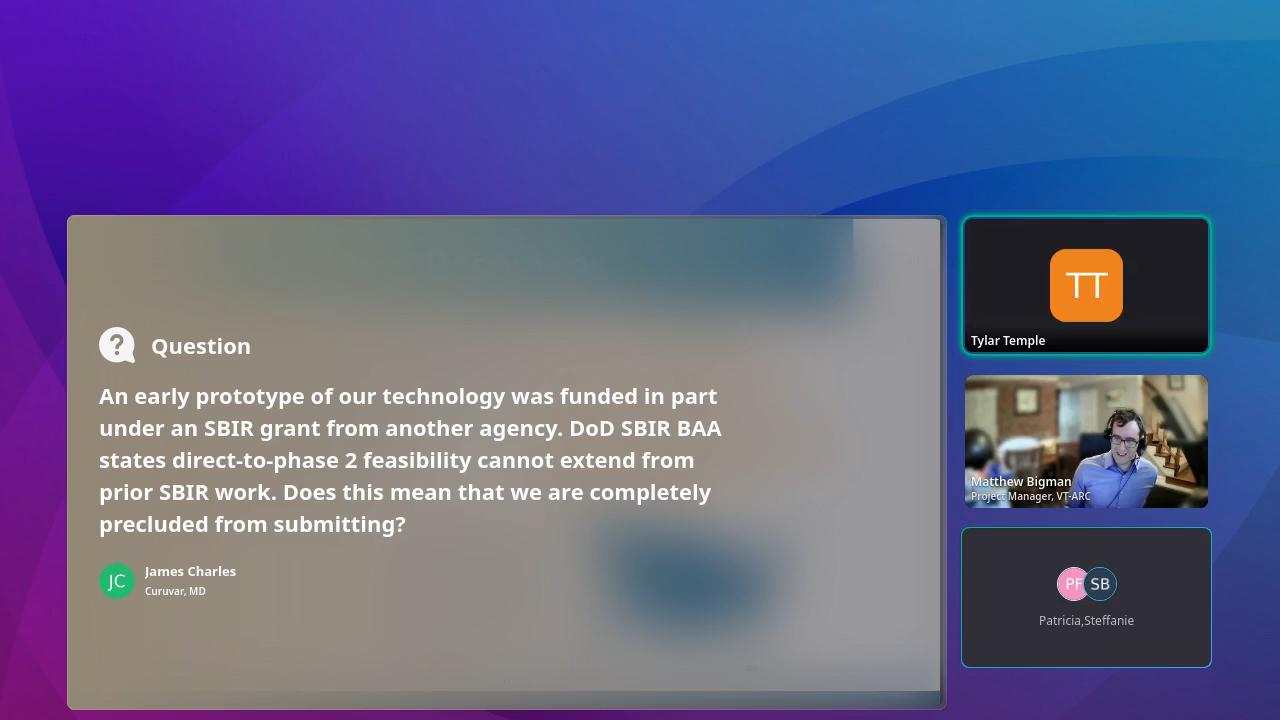 Question
An early prototype of our technology was funded in part
under an SBIR grant from another agency. DoD SBIR BAA
states direct-to-phase 2 feasibility cannot extend from
prior SBIR work. Does this mean that we are completely
precluded from submitting?
JC
James Charles
Curuvar, MD
TT
Tylar Temple
Matthew Bigman
Project Manager, VT-ARC
PF SB
Patricia,Steffanie